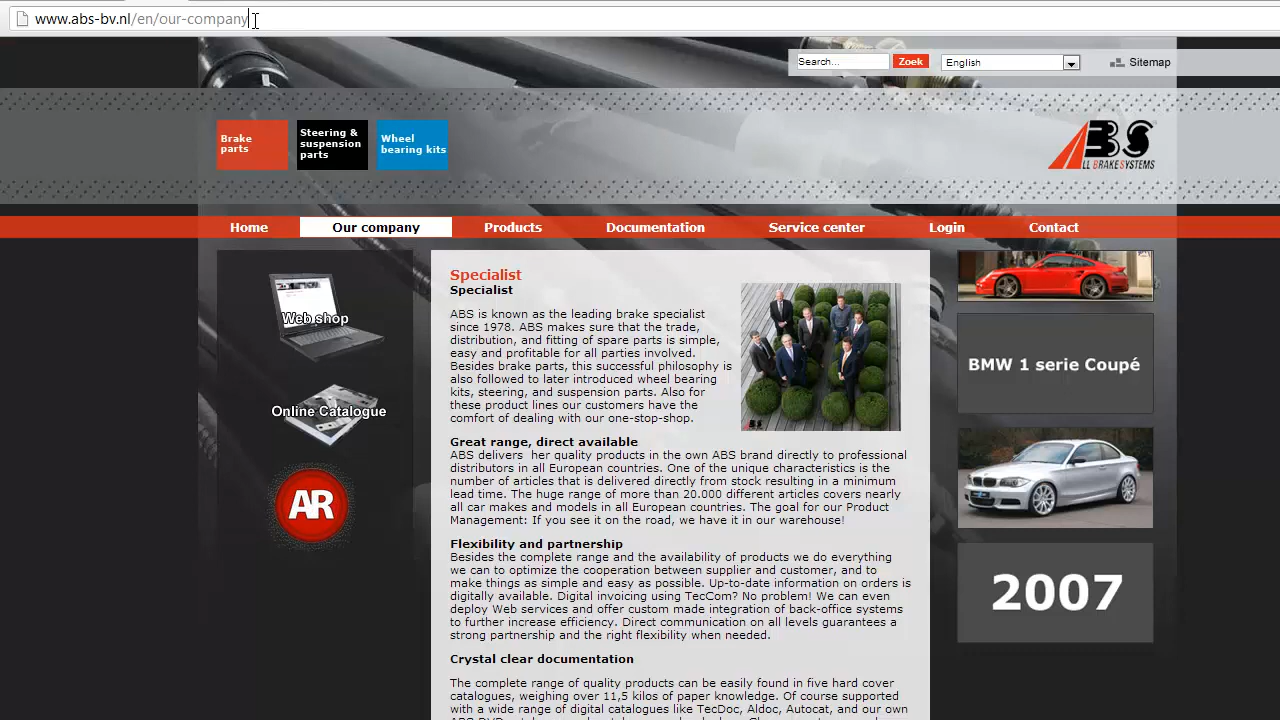 www.abs-bv.nl/en/our-company
Search...
Zoek
English
Sitemap
Brake
parts
Steering &
suspension
parts
Wheel
bearing kits
ABS
ALL BRAKE SYSTEMS
Home
Our company
Products
Documentation
Service center
Login
Contact
Web shop
Online Catalogue
AR
Specialist
Specialist
ABS is known as the leading brake specialist
since 1978. ABS makes sure that the trade,
distribution, and fitting of spare parts is simple,
easy and profitable for all parties involved.
Besides brake parts, this successful philosophy is
also followed to later introduced wheel bearing
kits, steering, and suspension parts. Also for
these product lines our customers have the
comfort of dealing with our one-stop-shop.
Great range, direct available
ABS delivers  her quality products in the own ABS brand directly to professional
distributors in all European countries. One of the unique characteristics is the
number of articles that is delivered directly from stock resulting in a minimum
lead time. The huge range of more than 20.000 different articles covers nearly
all car makes and models in all European countries. The goal for our Product
Management: If you see it on the road, we have it in our warehouse!
Flexibility and partnership
Besides the complete range and the availability of products we do everything
we can to optimize the cooperation between supplier and customer, and to
make things as simple and easy as possible. Up-to-date information on orders is
digitally available. Digital invoicing using TecCom? No problem! We can even
deploy Web services and offer custom made integration of back-office systems
to further increase efficiency. Direct communication on all levels guarantees a
strong partnership and the right flexibility when needed.
Crystal clear documentation
The complete range of quality products can be easily found in five hard cover
catalogues, weighing over 11,5 kilos of paper knowledge. Of course supported
with a wide range of digital catalogues like TecDoc, Aldoc, Autocat, and our own
BMW 1 serie Coupé
2007